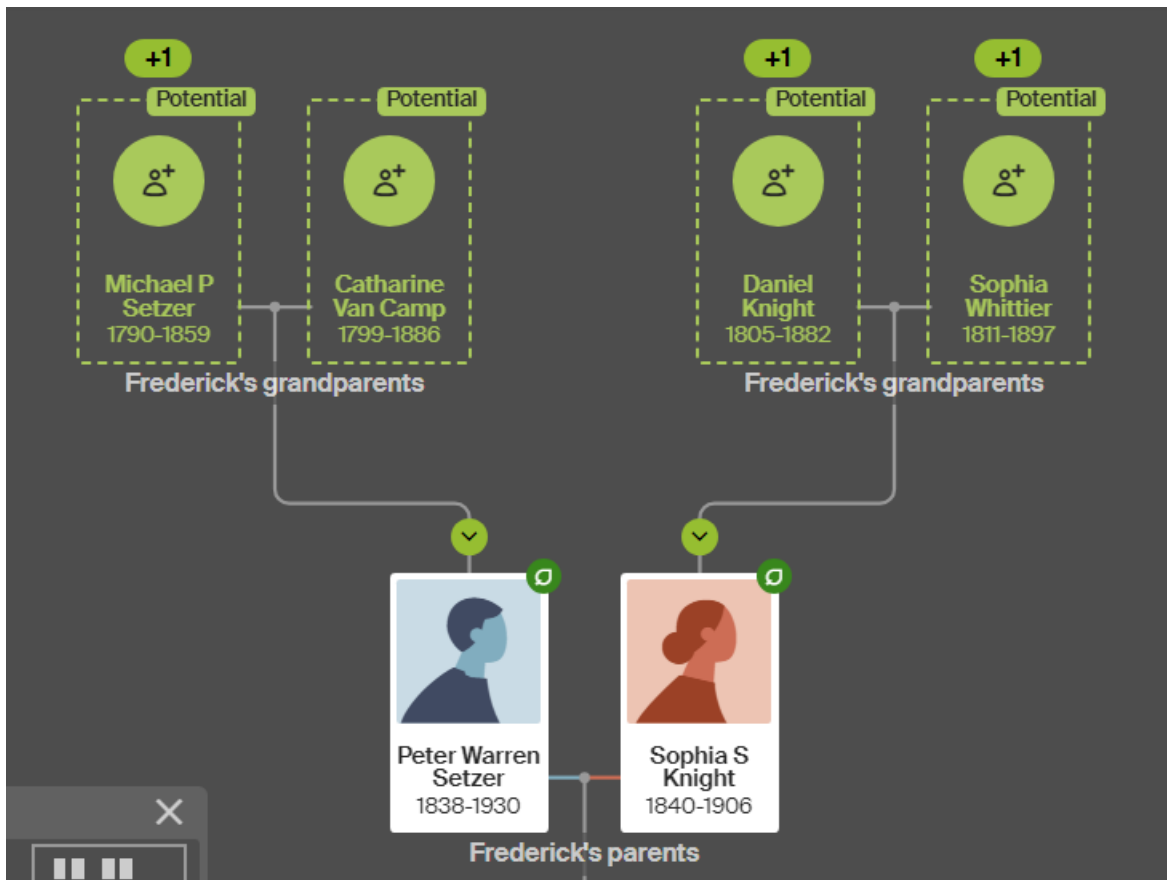 +1
+1
+1
Potential
Potential
Potential
Potential
Michael P
Setzer
1790-1859
Catharine
Van Camp
1799-1886
Daniel
Knight
1805-1882
Sophia
Whittier
1811-1897
Frederick's grandparents
Frederick's grandparents
Peter Warren
Setzer
1838-1930
Sophia S
Knight
1840-1906
Frederick's parents